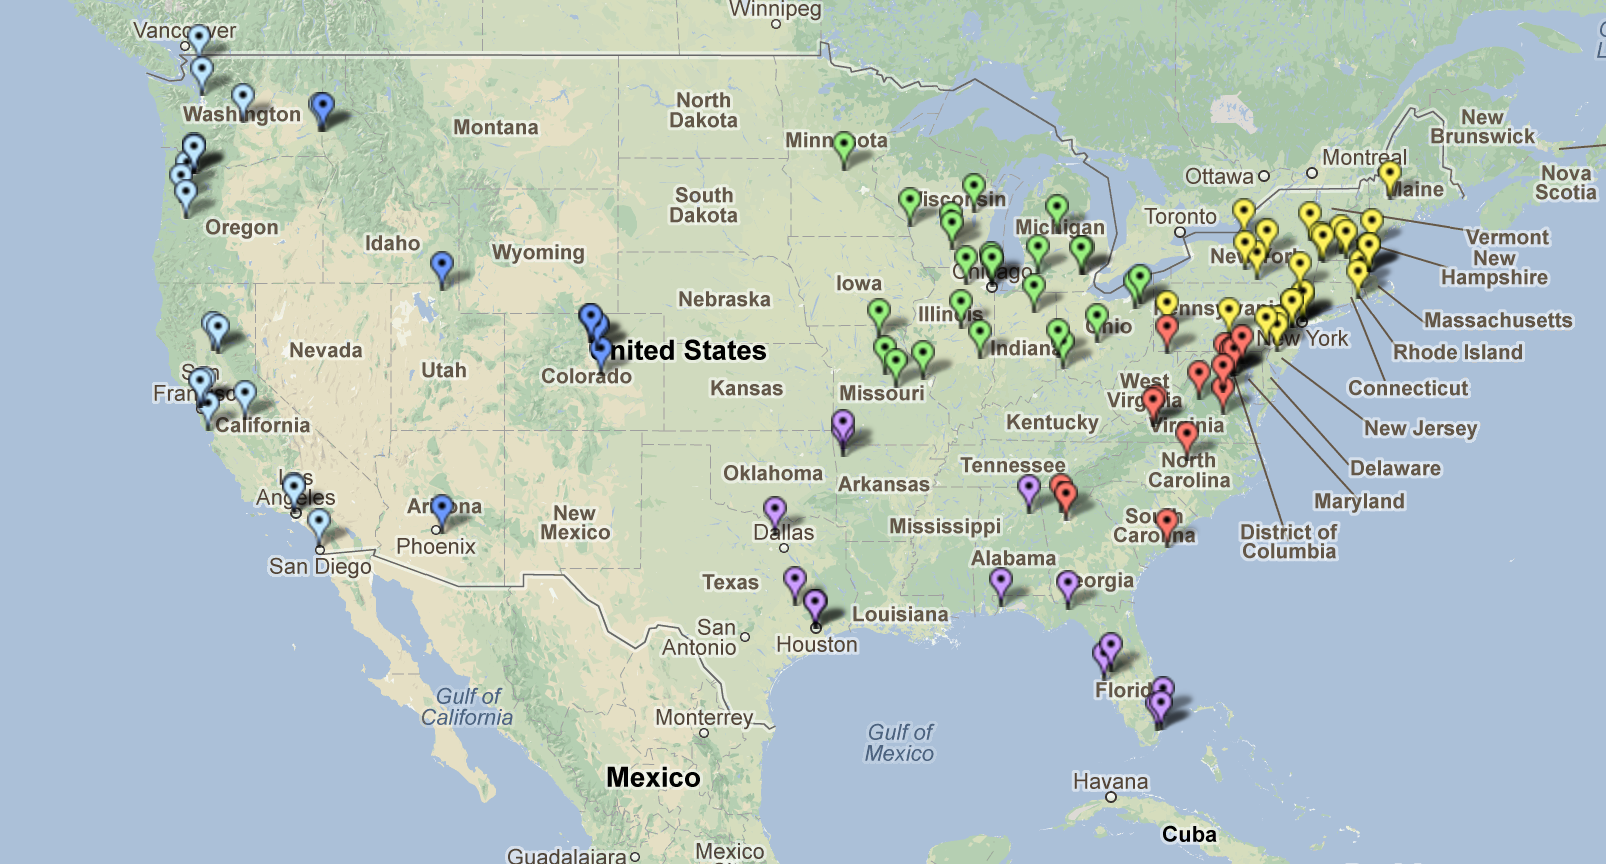 Winnipeg
Vancouver
Washington
Montana
North
Dakota
Minnesota
New
Brunswick
Montreal
Ottawa
Maine
Nova
Scotia
South
Dakota
Wisconsin
Michigan
Toronto
Oregon
Idaho
Wyoming
Vermont
New
Hampshire
New York
Chicago
Iowa
Nebraska
Illinois
Pennsylvania
Massachusetts
Ohio
New York
Nevada
United States
Indiana
Rhode Island
Utah
Colorado
Kansas
Missouri
West
Virginia
Connecticut
San
Francisco
California
Kentucky
Virginia
New Jersey
Oklahoma
Arkansas
Tennessee
North
Carolina
Delaware
Los
Angeles
Maryland
Arizona
Phoenix
New
Mexico
Dallas
Mississippi
South
Carolina
District of
Columbia
San Diego
Texas
Alabama
Georgia
Louisiana
San
Antonio
Houston
Gulf of
California
Florida
Monterrey
Gulf of
Mexico
Mexico
Havana
Cuba
Guadalajara
Mexico